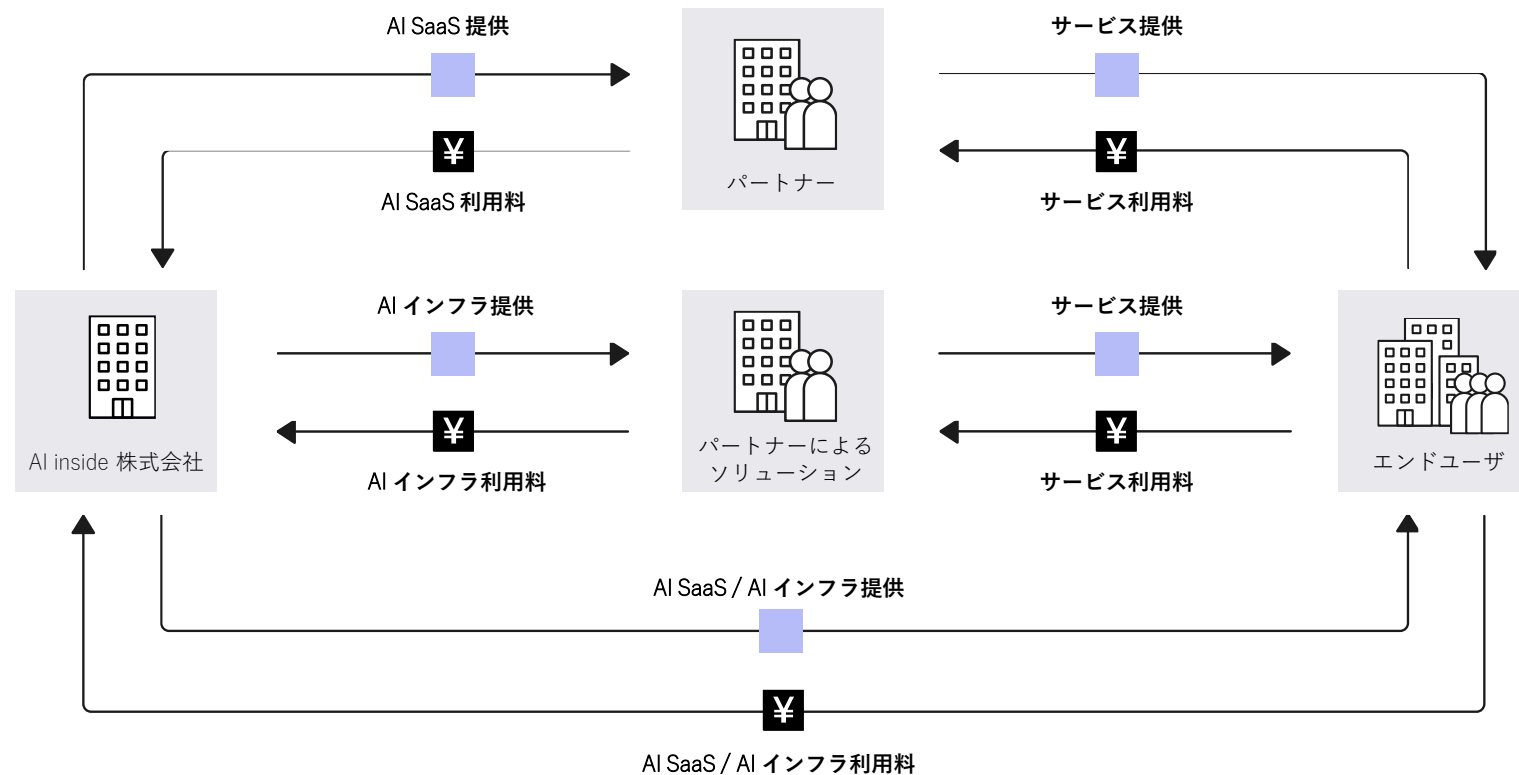 AI SaaS 提供
サービス提供
¥
¥
パートナー
AI SaaS 利用料
サービス利用料
AI インフラ提供
サービス提供
¥
¥
AI inside 株式会社
パートナーによる
ソリューション
エンドユーザ
AI インフラ利用料
サービス利用料
AI SaaS / AI インフラ提供
¥
AI SaaS / AI インフラ利用料